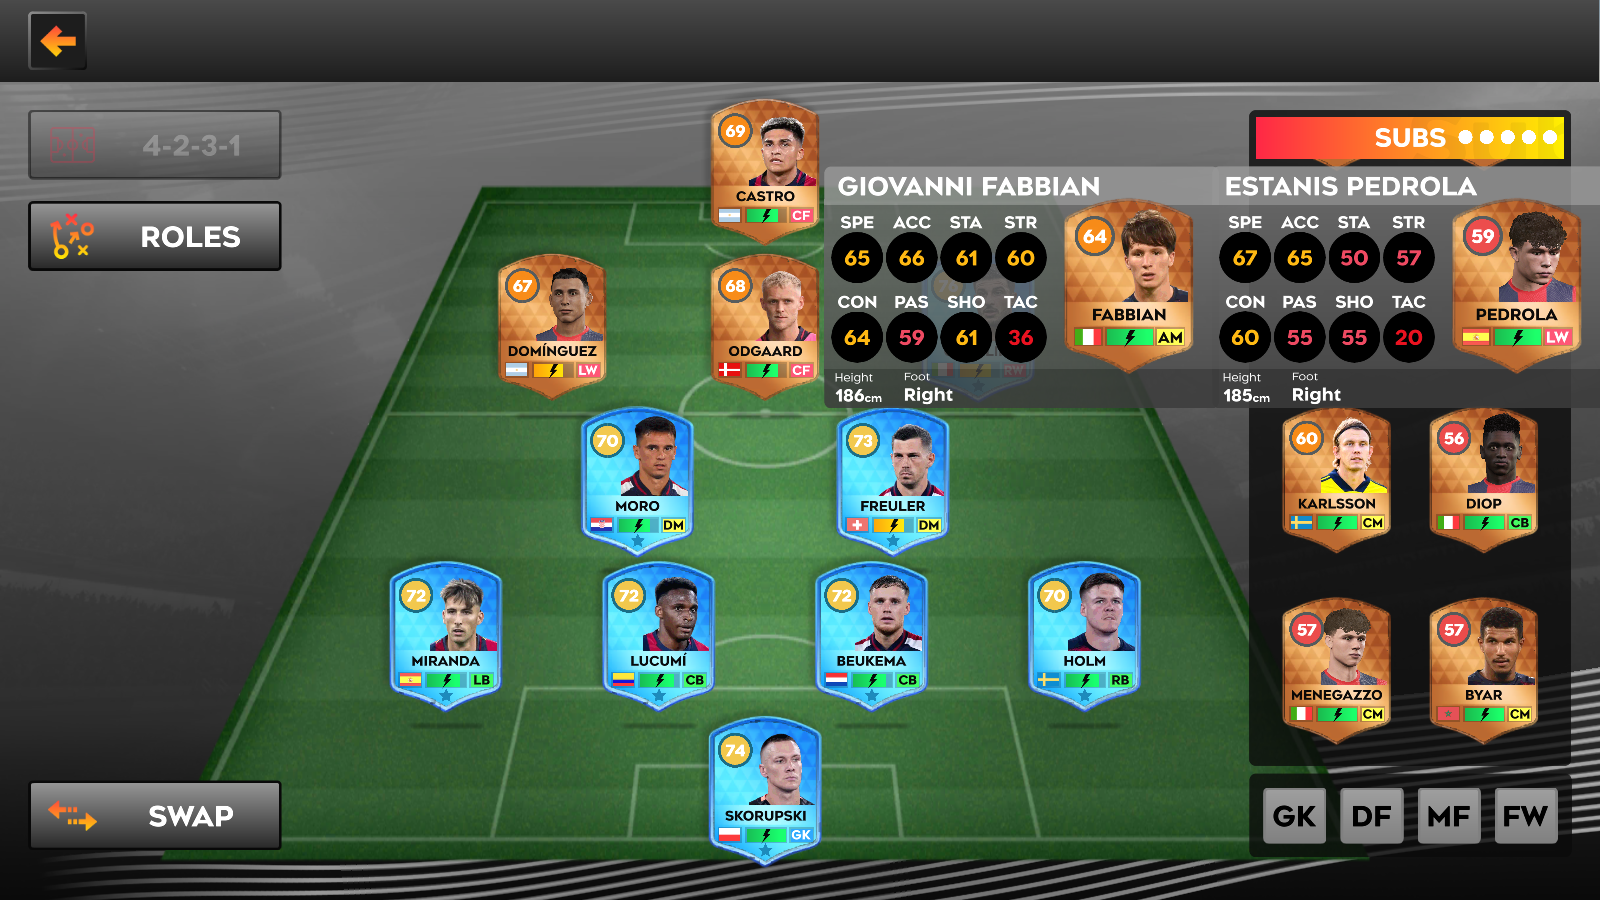 4-2-3-1
ROLES
SWAP
69
CASTRO
CF
67
DOMÍNGUEZ
LW
68
ODGAARD
CF
RW
70
MORO
DM
73
FREULER
DM
72
MIRANDA
LB
72
LUCUMÍ
CB
72
BEUKEMA
CB
70
HOLM
RB
74
SKORUPSKI
GK
GIOVANNI FABBIAN
SPE ACC STA STR
65 66 61 60
CON PAS SHO TAC
64 59 61 36
Height Foot
186cm Right
64
FABBIAN
AM
ESTANIS PEDROLA
SPE ACC STA STR
67 65 50 57
CON PAS SHO TAC
60 55 55 20
Height Foot
185cm Right
59
PEDROLA
LW
SUBS
60
KARLSSON
CM
56
DIOP
CB
57
MENEGAZZO
CM
57
BYAR
CM
GK DF MF FW